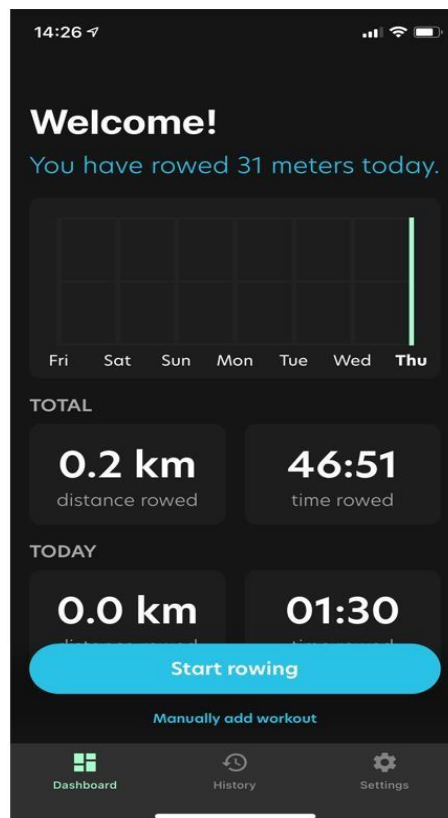 14:26
Welcome!
You have rowed 31 meters today.
Fri Sat Sun Mon Tue Wed Thu
TOTAL
0.2 km 46:51
distance rowed time rowed
TODAY
0.0 km 01:30
Start rowing
Manually add workout
Dashboard History Settings